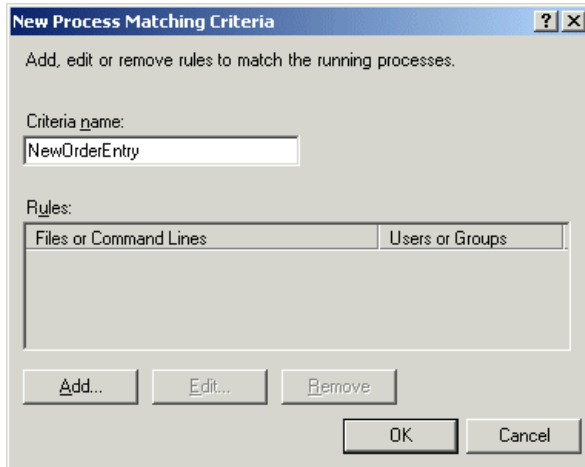 New Process Matching Criteria
Add, edit or remove rules to match the running processes.
Criteria name:
NewOrderEntry
Rules:
Files or Command Lines Users or Groups
Add... Edit... Remove
OK Cancel